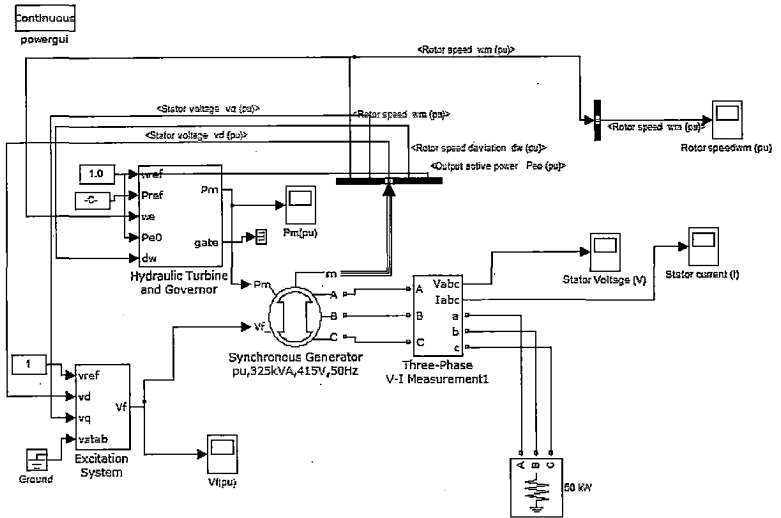 Continuous
powergui
<Rotor speed wm (pu)>
<Stator voltage vq (pu)>
<Rotor speed wm (pu)>
<Rotor speed wm (pu)>
Rotor speedwm (pu)
<Stator voltage vd (pu)>
<Rotor speed deviation dw (pu)>
<Output active power Peo (pu)>
1.0
wref
-C-
Pref
Pm
we
Pe0
gate
dw
Pm(pu)
Hydraulic Turbine
and Governor
m
Pm
A
B
C
Vf_
Synchronous Generator
pu,325kVA,415V,50Hz
A
B
C
Vabc
Iabc
a
b
c
Three-Phase
V-I Measurement1
Stator Voltage (V)
Stator current (I)
1
vref
vd
vq
vstab
Vf
Excitation
System
Ground
Vf(pu)
A
B
C
50 kW